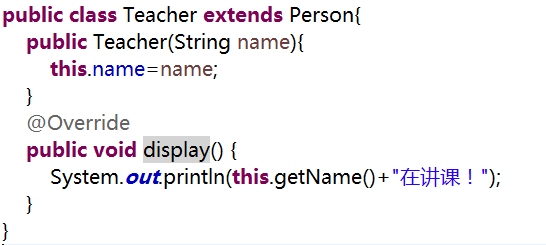 public class Teacher extends Person{
public Teacher(String name){
this.name=name;
}
@Override
public void display() {
System.out.println(this.getName()+"在讲课！");
}
}